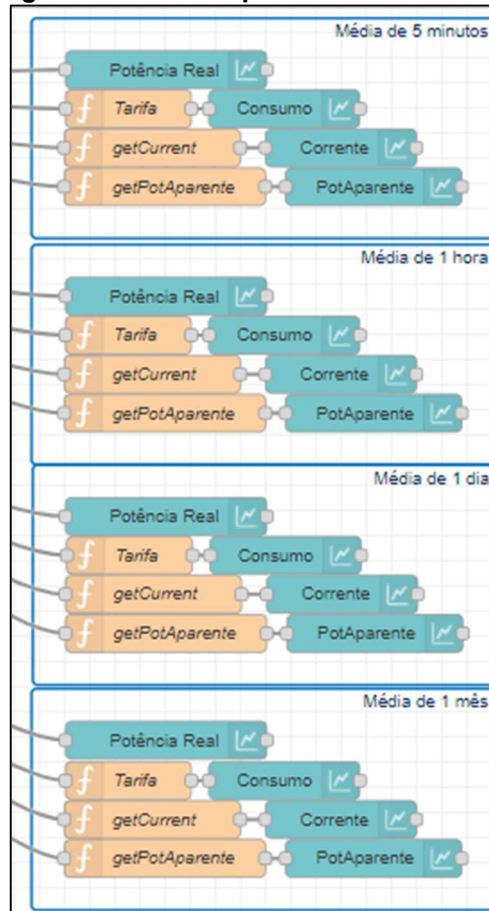 Média de 5 minutos
Potência Real
f Tarifa Consumo
f getCurrent Corrente
f getPotAparente PotAparente
Média de 1 hora
Potência Real
f Tarifa Consumo
f getCurrent Corrente
f getPotAparente PotAparente
Média de 1 dia
Potência Real
f Tarifa Consumo
f getCurrent Corrente
f getPotAparente PotAparente
Média de 1 mês
Potência Real
f Tarifa Consumo
f getCurrent Corrente
f getPotAparente PotAparente